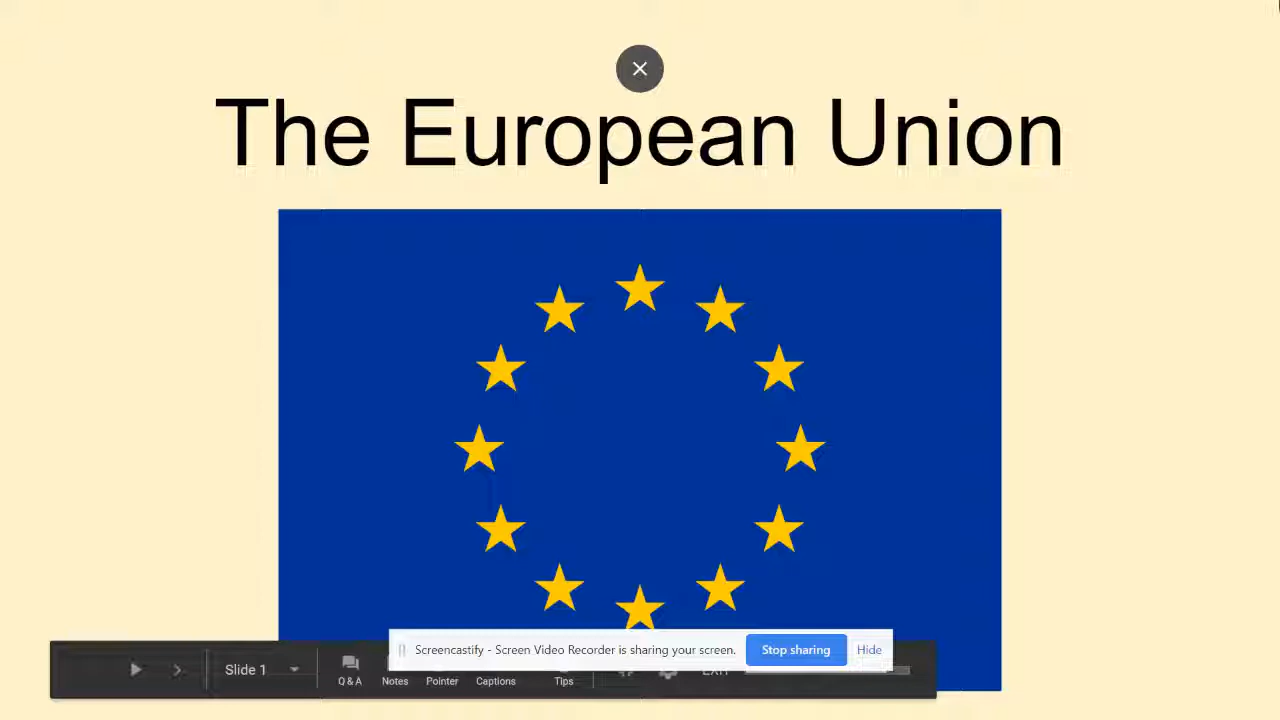 The European Union
Screencastify - Screen Video Recorder is sharing your screen. Stop sharing Hide
Slide 1 EXIT
Q & A Notes Pointer Captions Tips